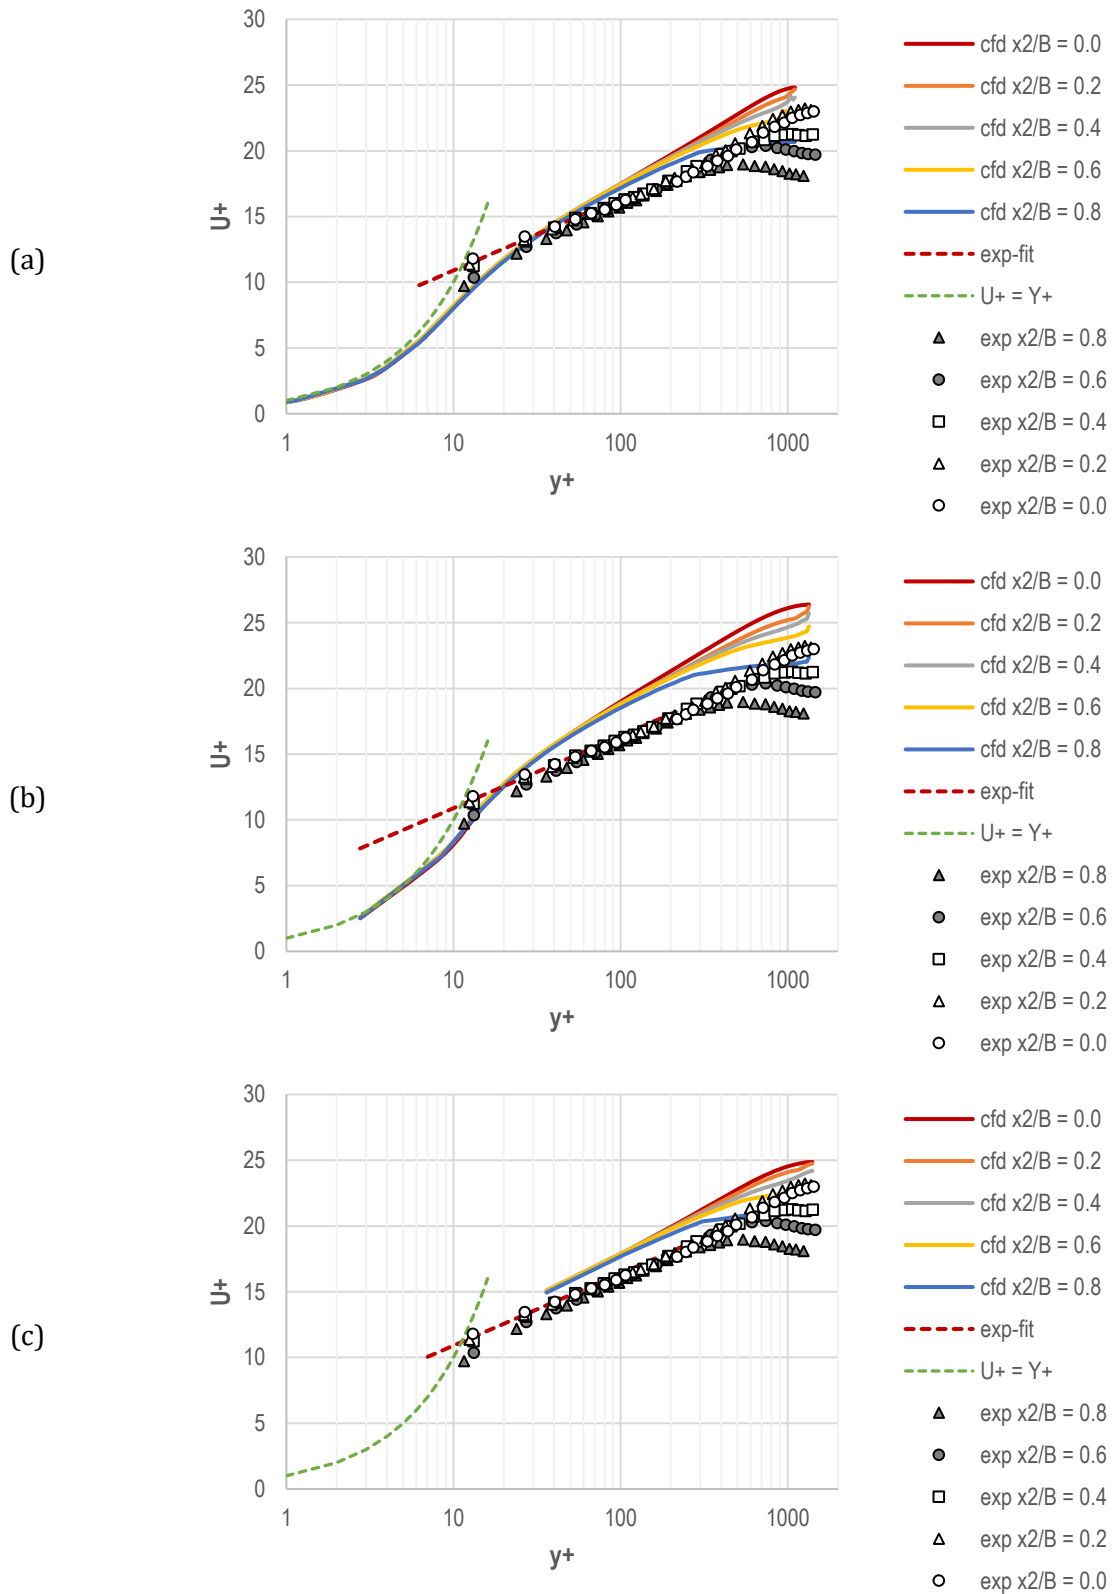 (a)
U+
30
25
20
15
10
5
0
1
10
100
1000
y+
cfd x2/B = 0.0
cfd x2/B = 0.2
cfd x2/B = 0.4
cfd x2/B = 0.6
cfd x2/B = 0.8
exp-fit
U+ = Y+
exp x2/B = 0.8
exp x2/B = 0.6
exp x2/B = 0.4
exp x2/B = 0.2
exp x2/B = 0.0
(b)
U+
30
25
20
15
10
5
0
1
10
100
1000
y+
cfd x2/B = 0.0
cfd x2/B = 0.2
cfd x2/B = 0.4
cfd x2/B = 0.6
cfd x2/B = 0.8
exp-fit
U+ = Y+
exp x2/B = 0.8
exp x2/B = 0.6
exp x2/B = 0.4
exp x2/B = 0.2
exp x2/B = 0.0
(c)
U+
30
25
20
15
10
5
0
1
10
100
1000
y+
cfd x2/B = 0.0
cfd x2/B = 0.2
cfd x2/B = 0.4
cfd x2/B = 0.6
cfd x2/B = 0.8
exp-fit
U+ = Y+
exp x2/B = 0.8
exp x2/B = 0.6
exp x2/B = 0.4
exp x2/B = 0.2
exp x2/B = 0.0